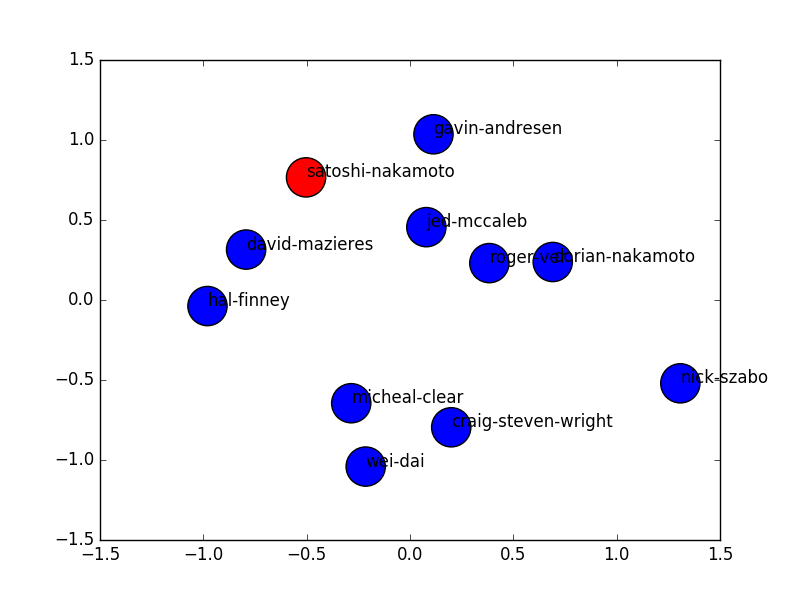 1.5
1.0
0.5
0.0
−0.5
−1.0
−1.5
gavin-andresen
satoshi-nakamoto
jed-mccaleb
david-mazieres
roger-ver
dorian-nakamoto
hal-finney
nick-szabo
micheal-clear
craig-steven-wright
wei-dai
−1.5 −1.0 −0.5 0.0 0.5 1.0 1.5